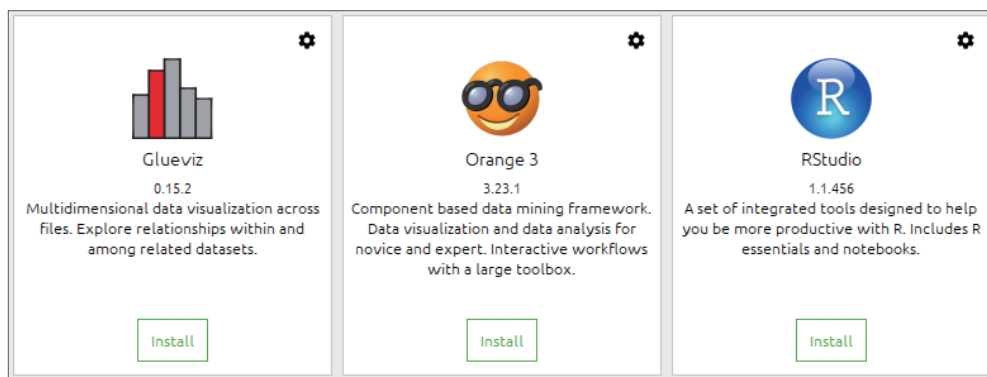 Glueviz
0.15.2
Multidimensional data visualization across
files. Explore relationships within and
among related datasets.
Install
Orange 3
3.23.1
Component based data mining framework.
Data visualization and data analysis for
novice and expert. Interactive workflows
with a large toolbox.
Install
R
RStudio
1.1.456
A set of integrated tools designed to help
you be more productive with R. Includes R
essentials and notebooks.
Install